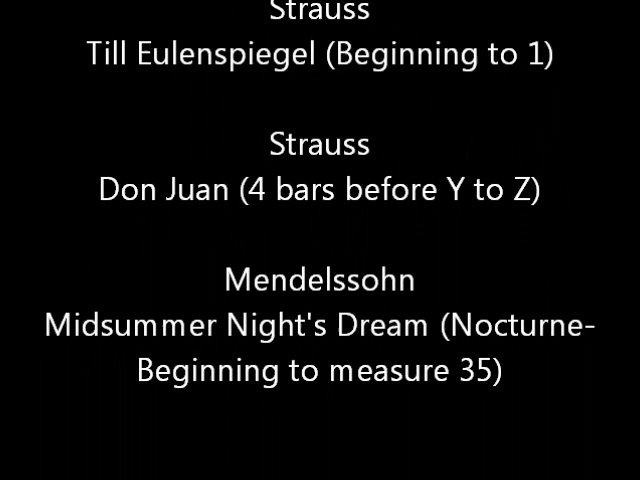 Strauss
Till Eulenspiegel (Beginning to 1)
Strauss
Don Juan (4 bars before Y to Z)
Mendelssohn
Midsummer Night's Dream (Nocturne-
Beginning to measure 35)